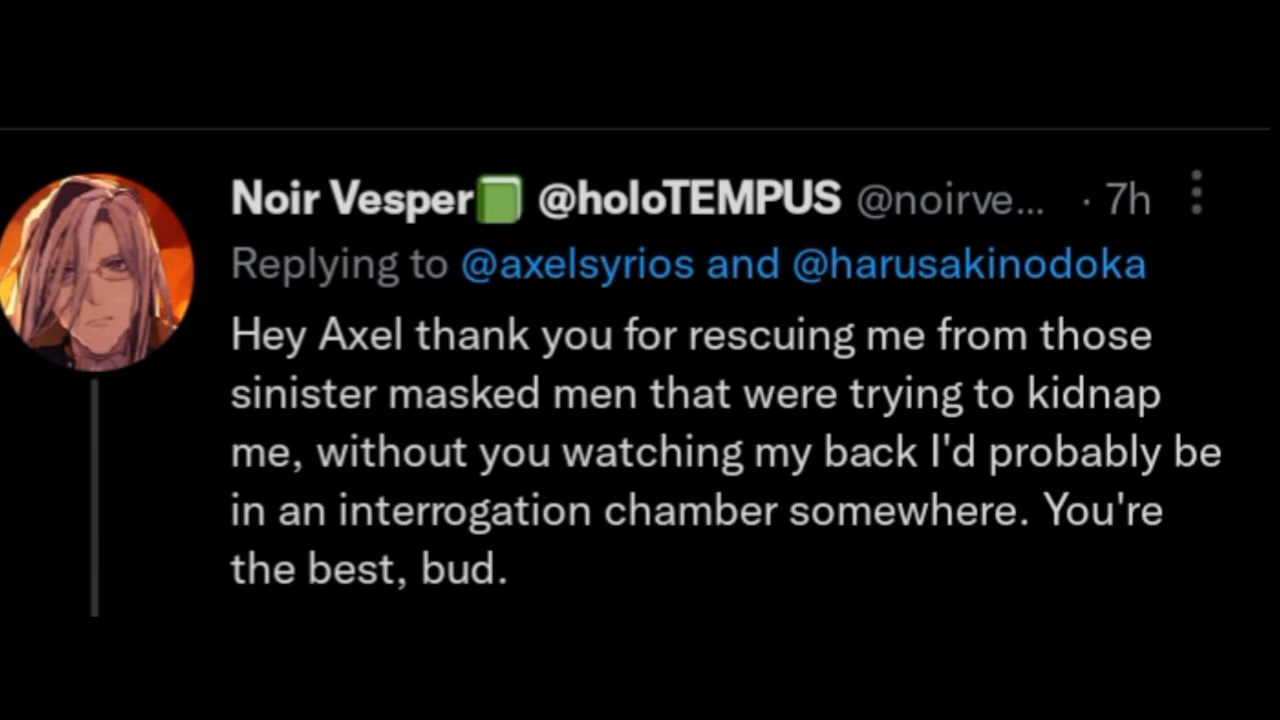 Noir Vesper📗 @holoTEMPUS @noirve... · 7h
Replying to @axelsyrios and @harusakinodoka
Hey Axel thank you for rescuing me from those
sinister masked men that were trying to kidnap
me, without you watching my back I'd probably be
in an interrogation chamber somewhere. You're
the best, bud.